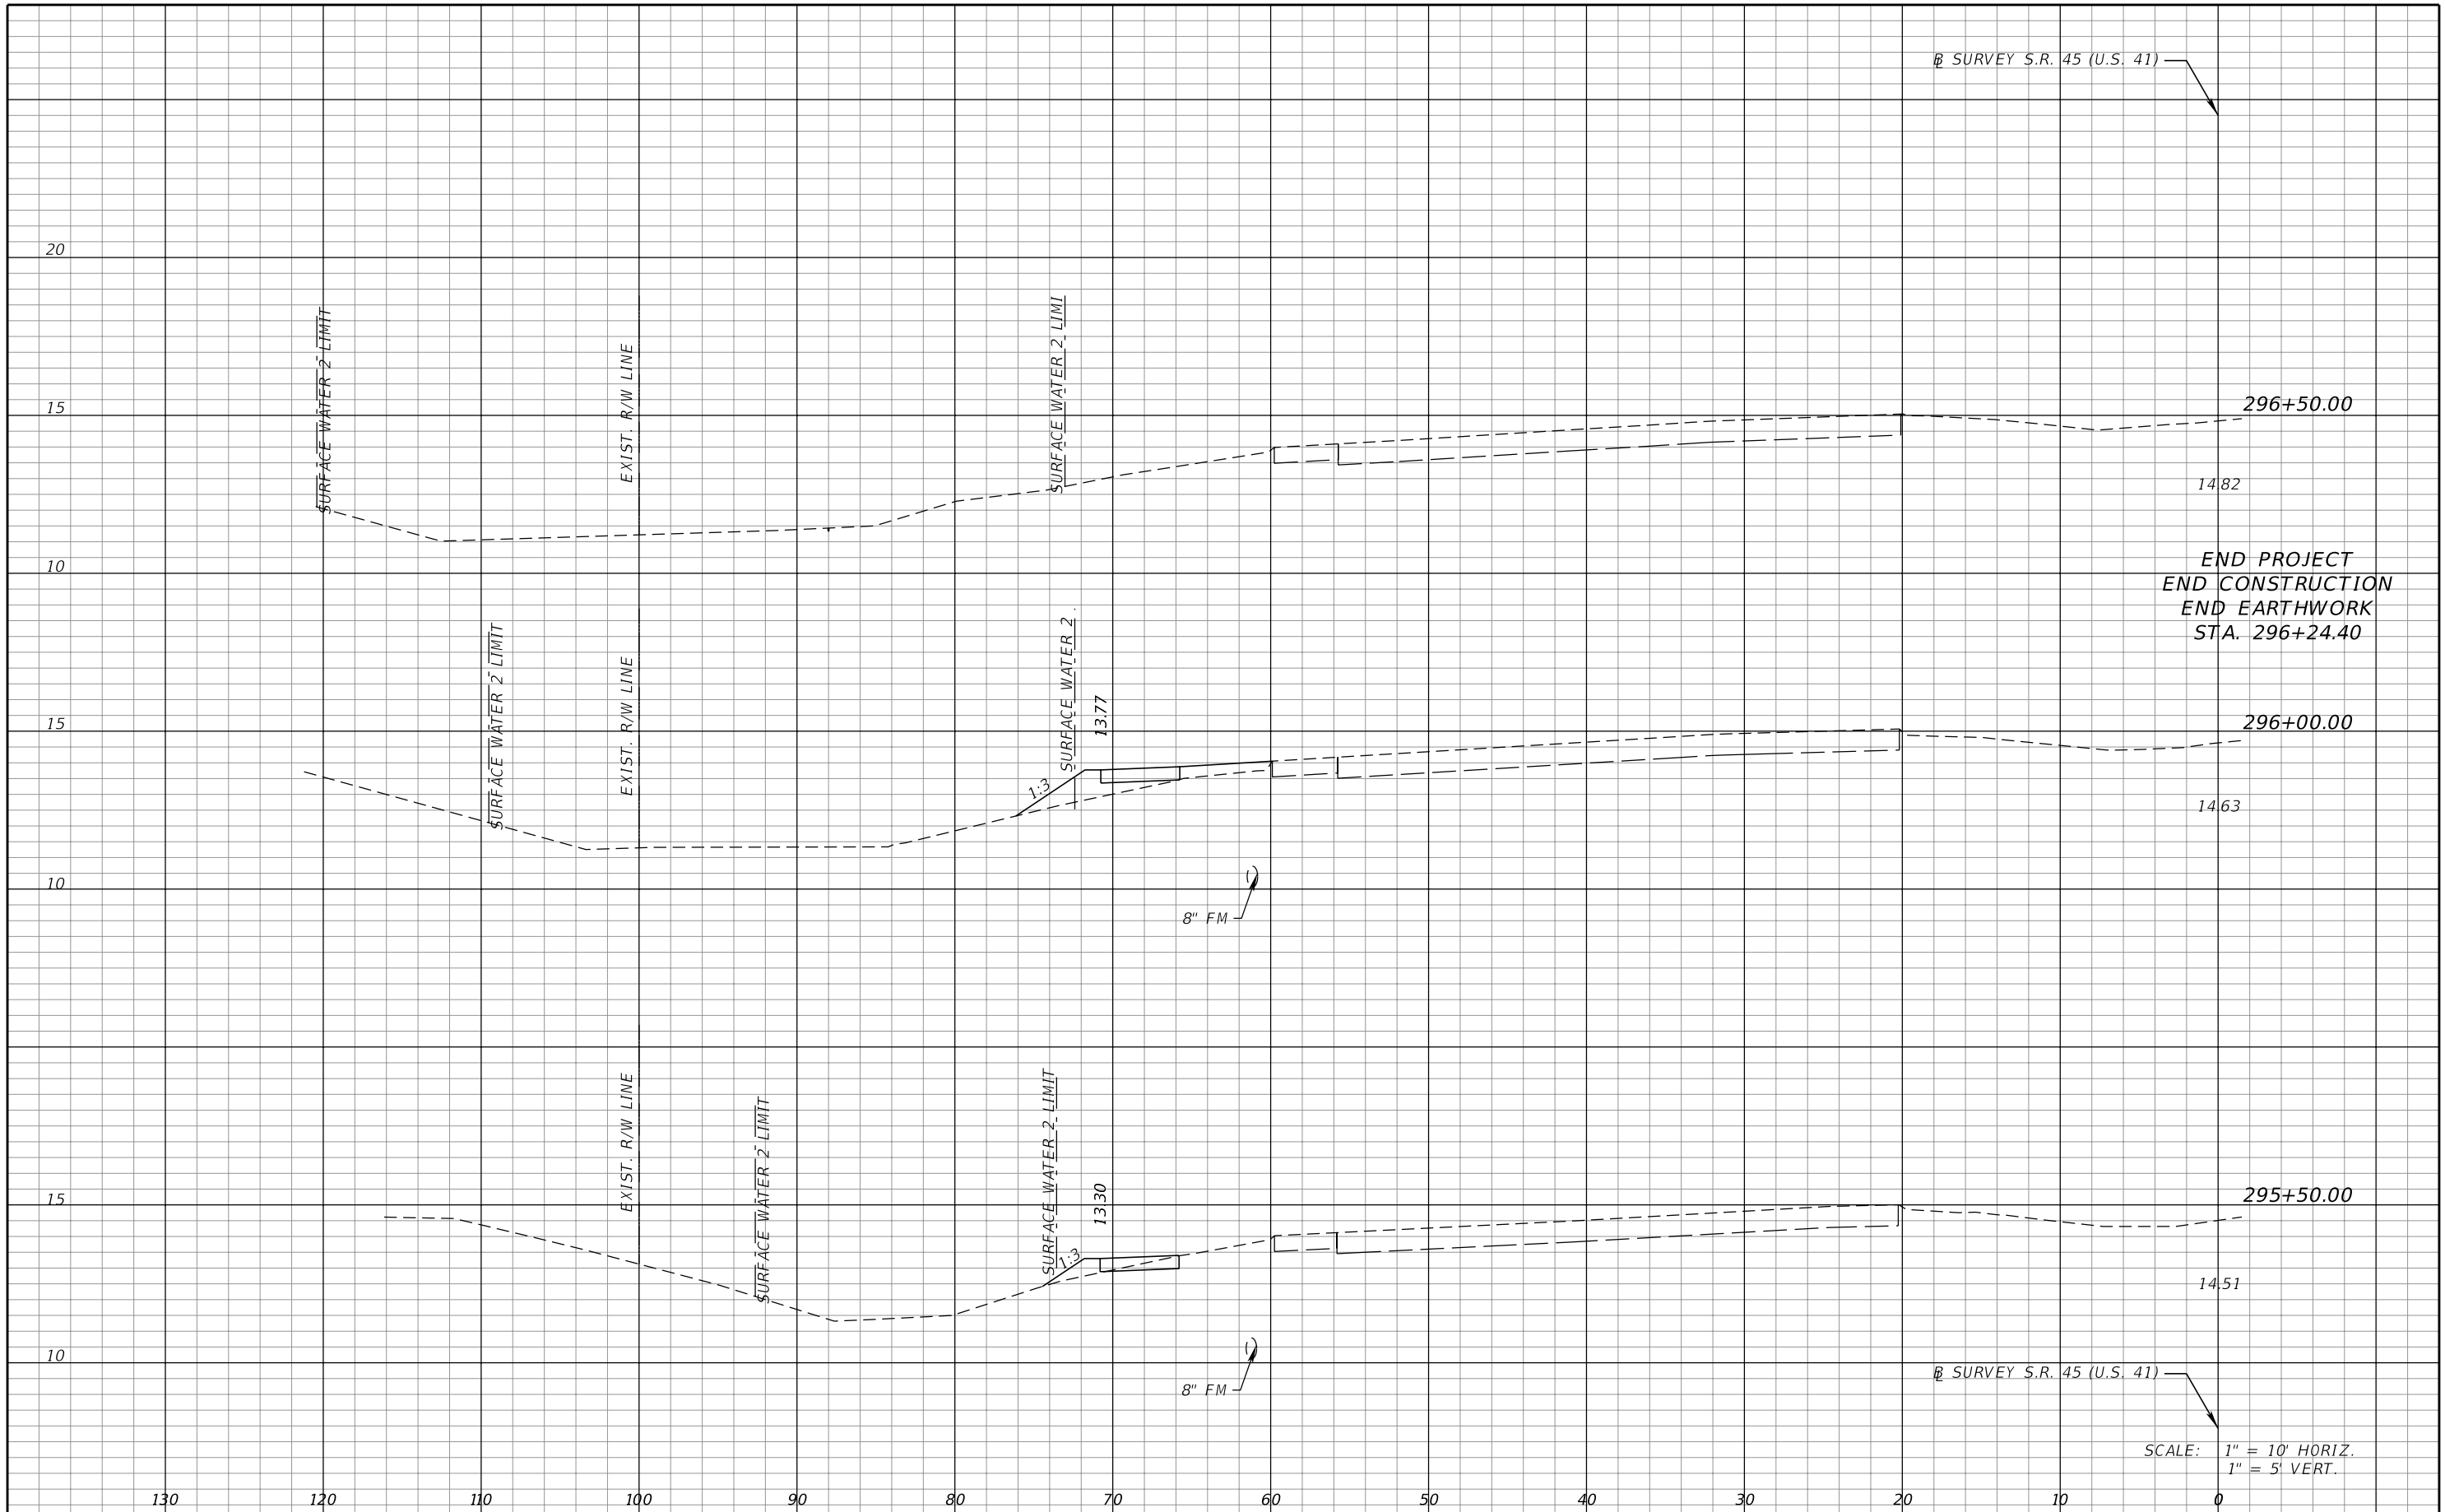 ℄ SURVEY S.R. 45 (U.S. 41)
20
SURFACE WATER 2 LIMIT
EXIST. R/W LINE
SURFACE WATER 2 LIMI
15
296+50.00
14.82
10
END PROJECT
END CONSTRUCTION
END EARTHWORK
STA. 296+24.40
SURFACE WATER 2 LIMIT
EXIST. R/W LINE
SURFACE WATER 2
13.77
15
296+00.00
1:3
14.63
10
8" FM
EXIST. R/W LINE
SURFACE WATER 2 LIMIT
SURFACE WATER 2 LIMIT
13.30
15
295+50.00
1:3
14.51
10
8" FM
℄ SURVEY S.R. 45 (U.S. 41)
SCALE: 1" = 10' HORIZ.
1" = 5' VERT.
130 120 110 100 90 80 70 60 50 40 30 20 10 0